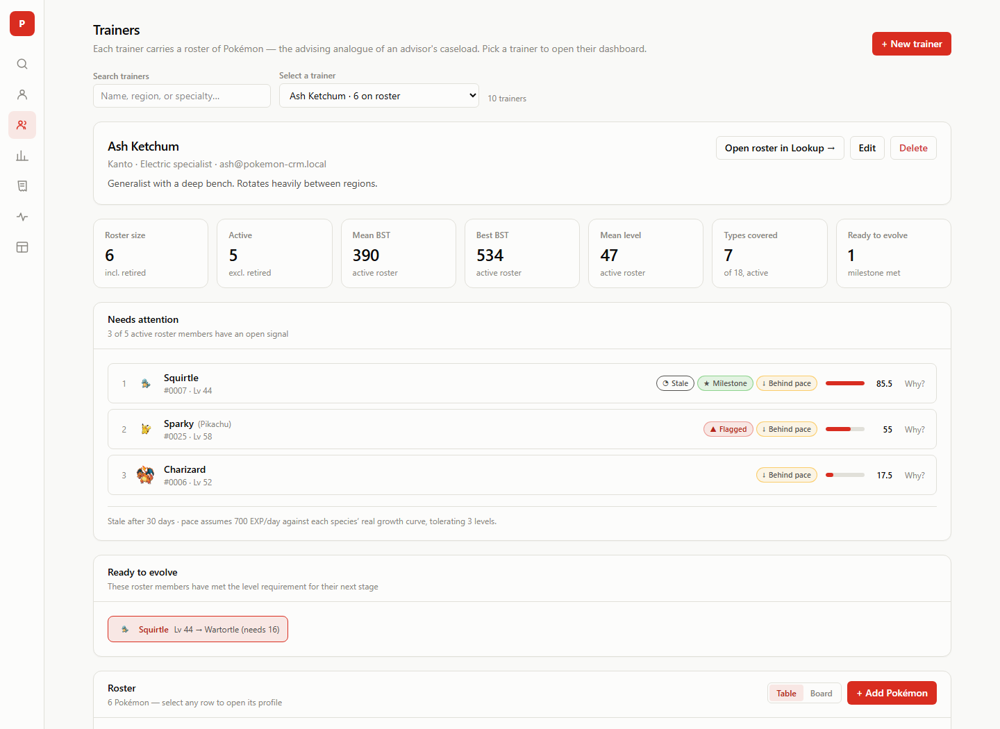 P
Trainers
Each trainer carries a roster of Pokémon — the advising analogue of an advisor's caseload. Pick a trainer to open their dashboard.
+ New trainer
Search trainers
Select a trainer
Name, region, or specialty...
Ash Ketchum · 6 on roster
10 trainers
Ash Ketchum
Kanto · Electric specialist · ash@pokemon-crm.local
Generalist with a deep bench. Rotates heavily between regions.
Open roster in Lookup →
Edit
Delete
Roster size
6
incl. retired
Active
5
excl. retired
Mean BST
390
active roster
Best BST
534
active roster
Mean level
47
active roster
Types covered
7
of 18, active
Ready to evolve
1
milestone met
Needs attention
3 of 5 active roster members have an open signal
1
Squirtle
#0007 · Lv 44
Stale
★ Milestone
↓ Behind pace
85.5
Why?
2
Sparky (Pikachu)
#0025 · Lv 58
▲ Flagged
↓ Behind pace
55
Why?
3
Charizard
#0006 · Lv 52
↓ Behind pace
17.5
Why?
Stale after 30 days · pace assumes 700 EXP/day against each species' real growth curve, tolerating 3 levels.
Ready to evolve
These roster members have met the level requirement for their next stage
Squirtle Lv 44 → Wartortle (needs 16)
Roster
6 Pokémon — select any row to open its profile
Table
Board
+ Add Pokémon